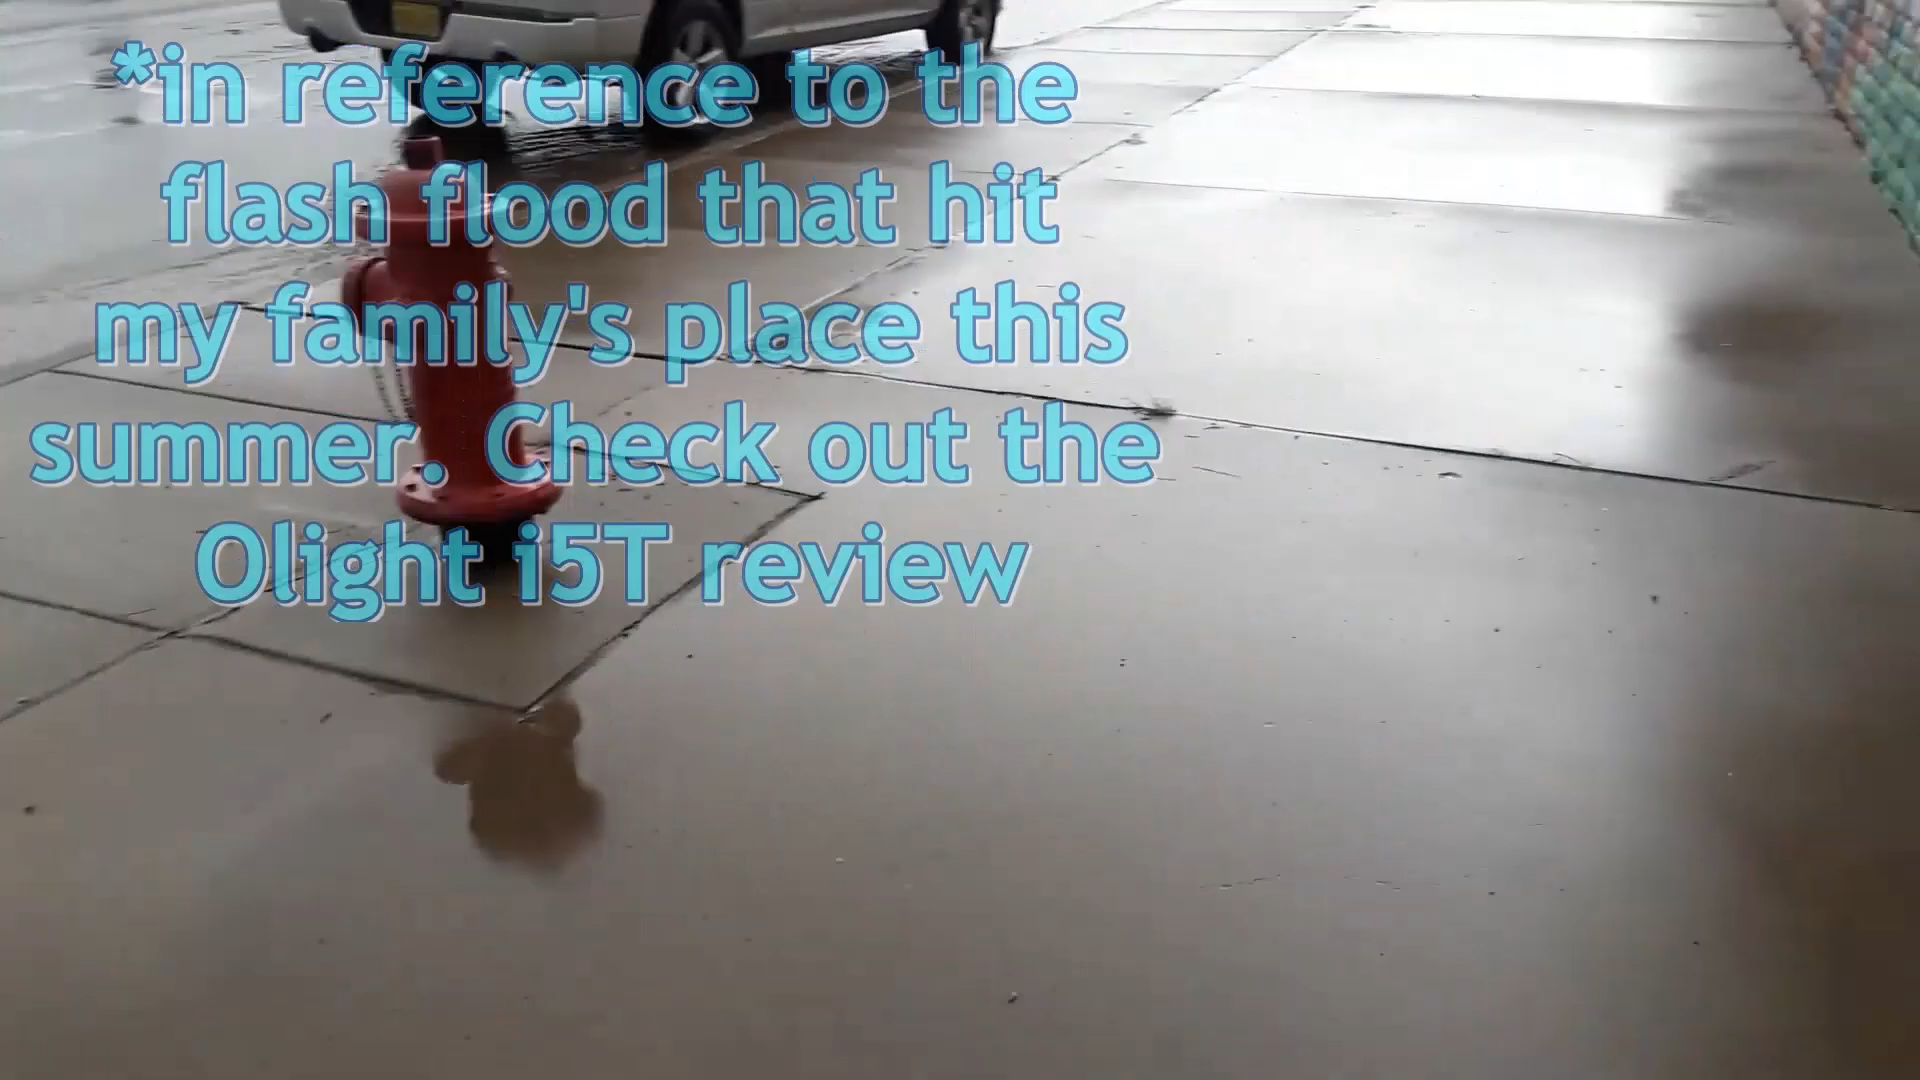 *in reference to the
flash flood that hit
my family's place this
summer. Check out the
Olight i5T review